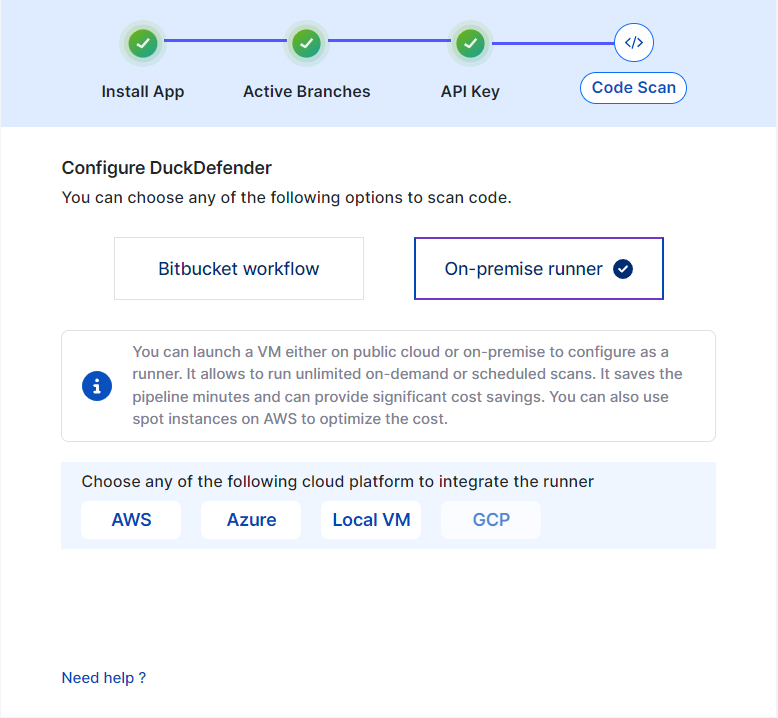 Install App
Active Branches
API Key
</>
Code Scan
Configure DuckDefender
You can choose any of the following options to scan code.
Bitbucket workflow
On-premise runner
You can launch a VM either on public cloud or on-premise to configure as a
runner. It allows to run unlimited on-demand or scheduled scans. It saves the
pipeline minutes and can provide significant cost savings. You can also use
spot instances on AWS to optimize the cost.
Choose any of the following cloud platform to integrate the runner
AWS
Azure
Local VM
GCP
Need help ?